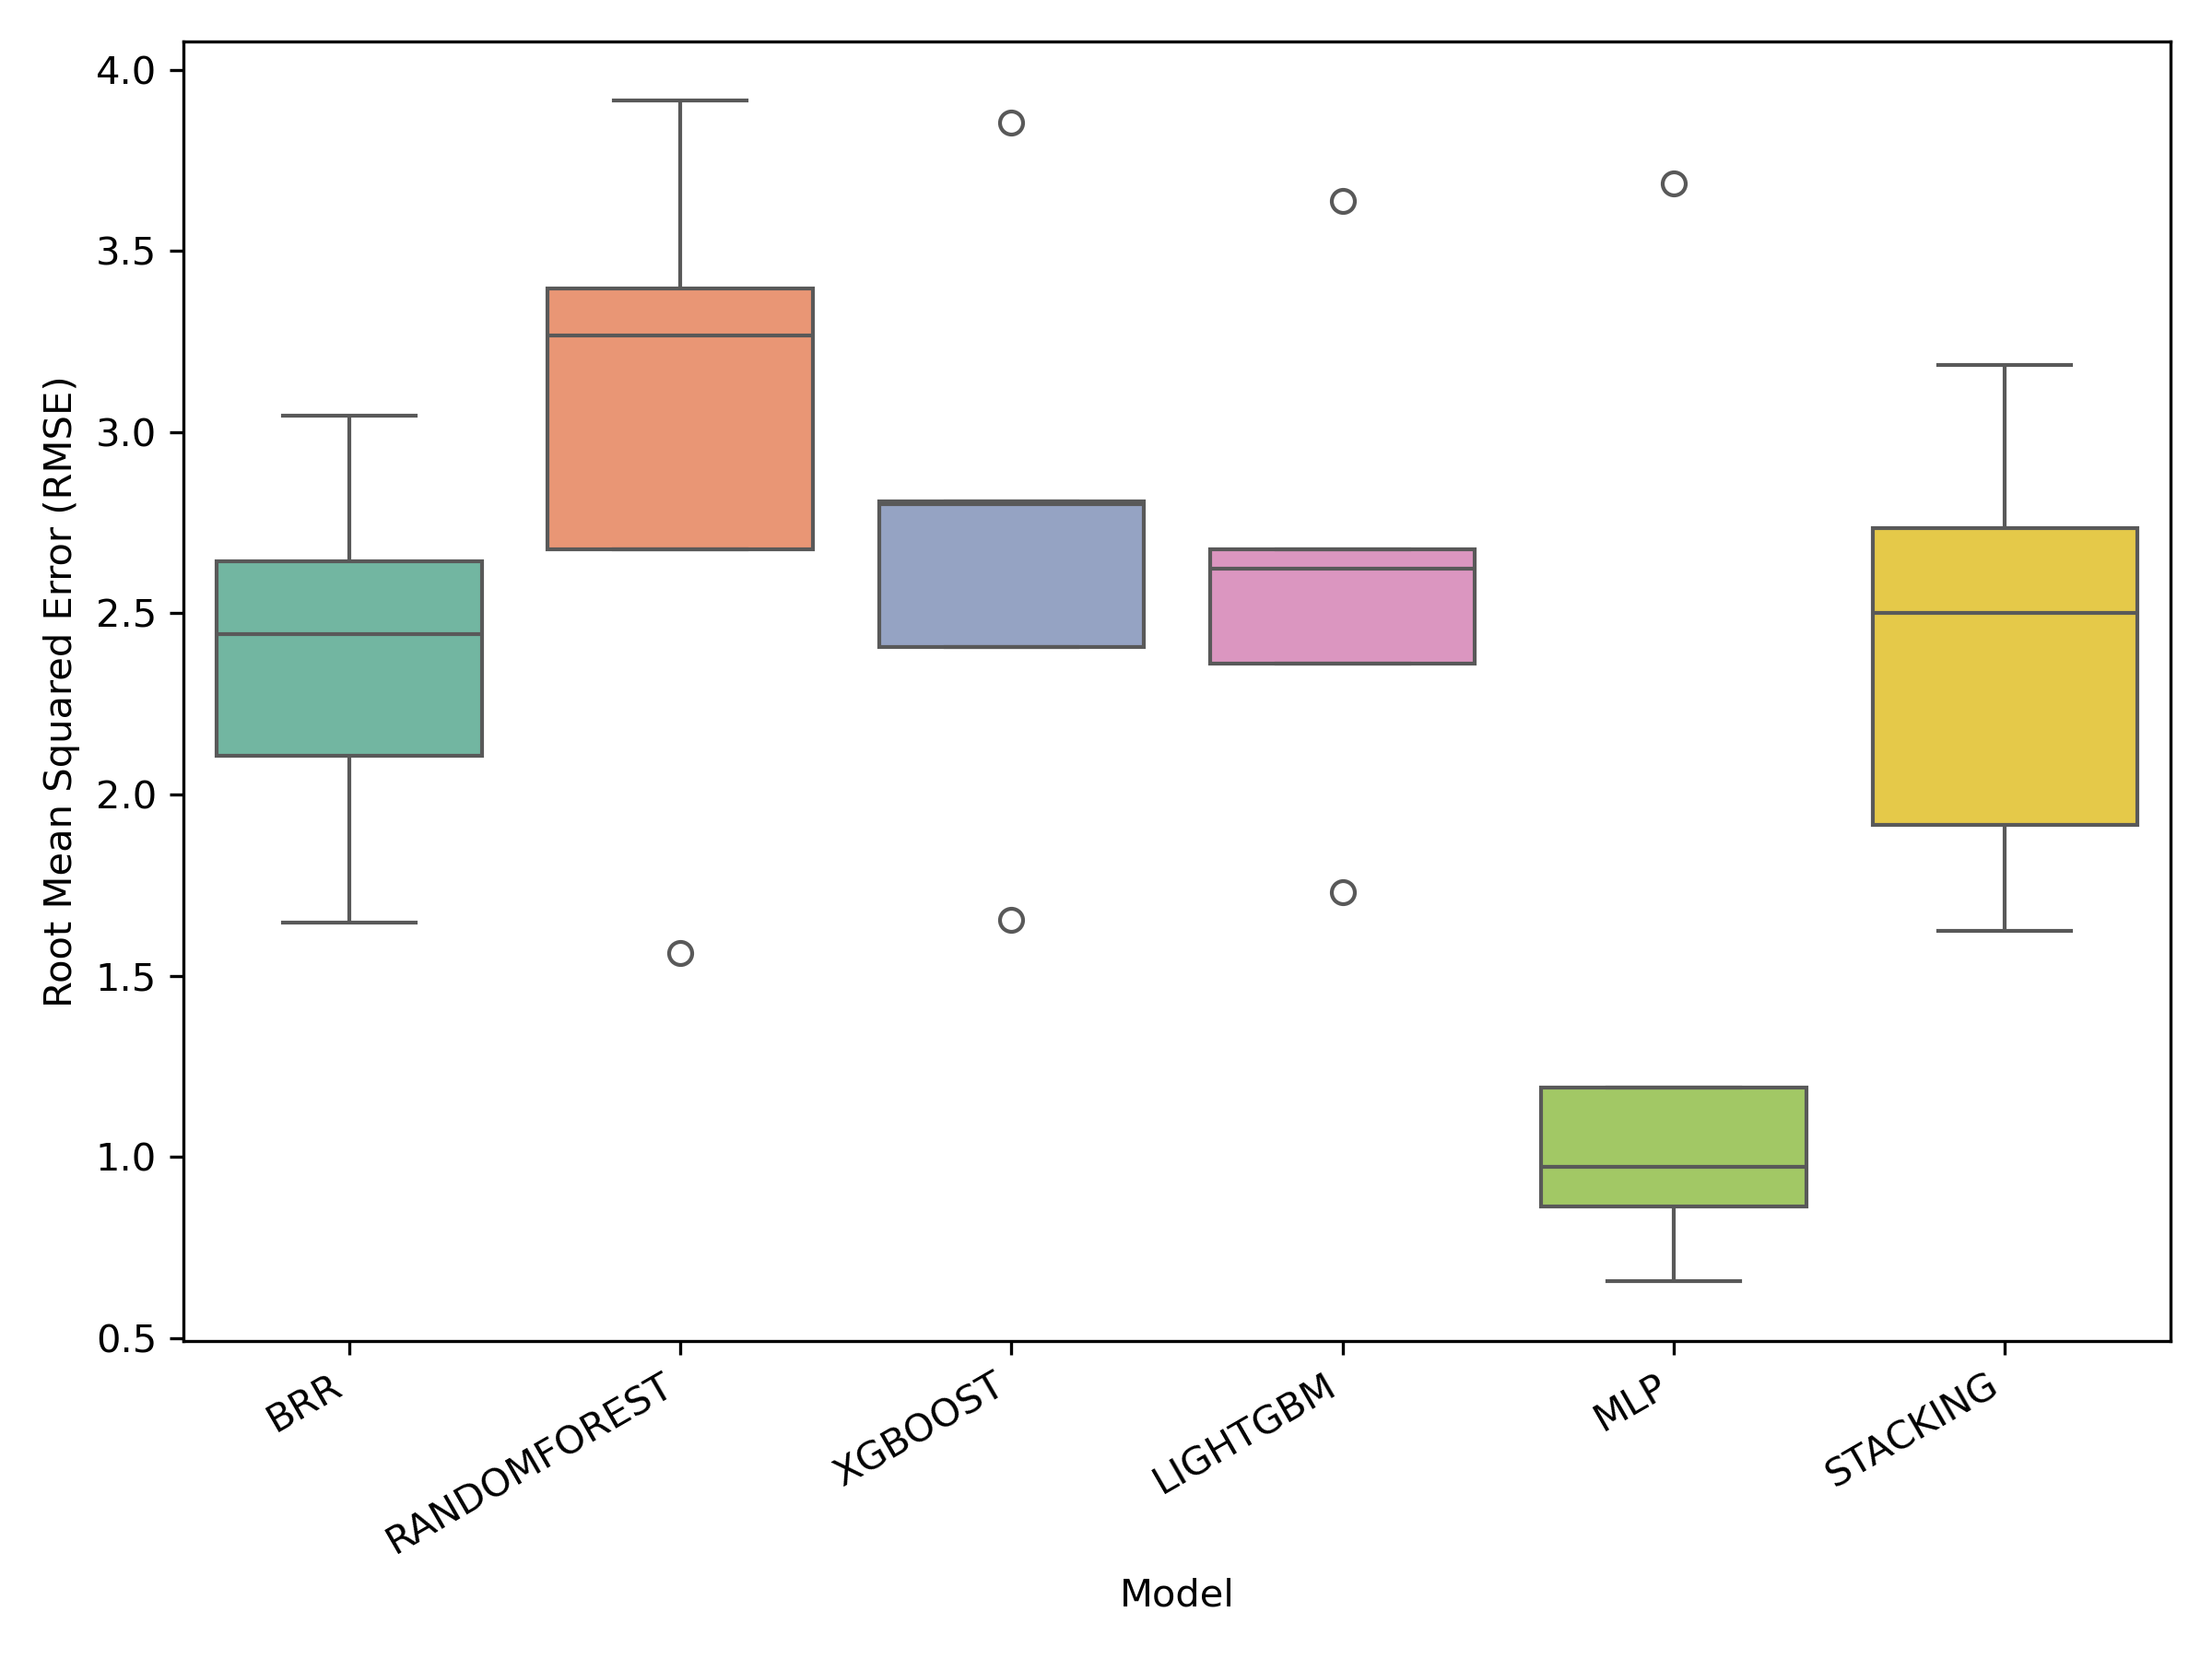 4.0
3.5
3.0
2.5
2.0
1.5
1.0
0.5
Root Mean Squared Error (RMSE)
BRR
RANDOMFOREST
XGBOOST
LIGHTGBM
MLP
STACKING
Model